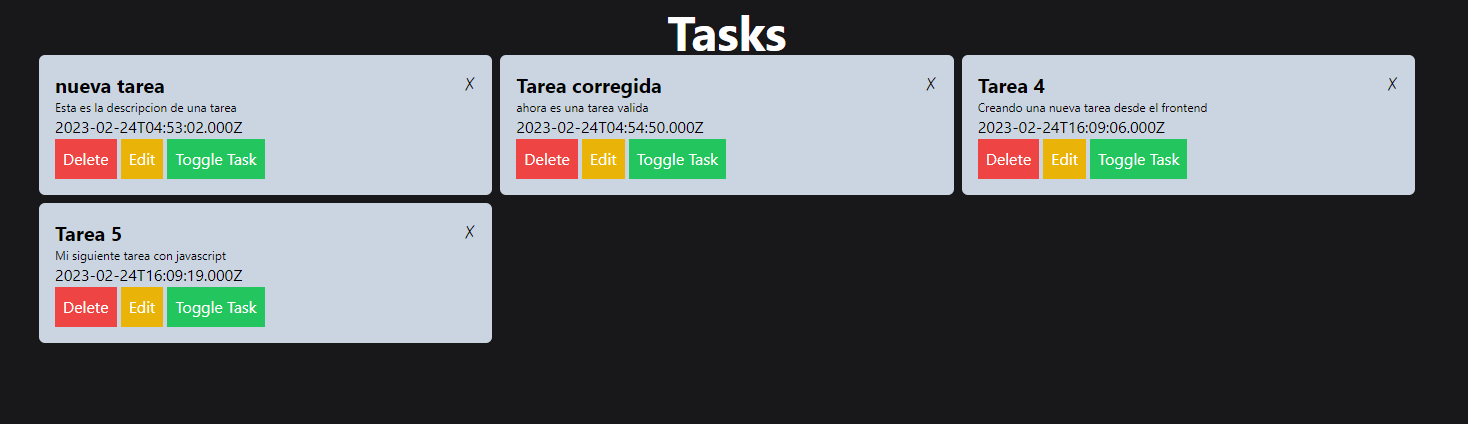 Tasks
nueva tarea ✗
Esta es la descripcion de una tarea
2023-02-24T04:53:02.000Z
Delete Edit Toggle Task
Tarea corregida ✗
ahora es una tarea valida
2023-02-24T04:54:50.000Z
Delete Edit Toggle Task
Tarea 4 ✗
Creando una nueva tarea desde el frontend
2023-02-24T16:09:06.000Z
Delete Edit Toggle Task
Tarea 5 ✗
Mi siguiente tarea con javascript
2023-02-24T16:09:19.000Z
Delete Edit Toggle Task